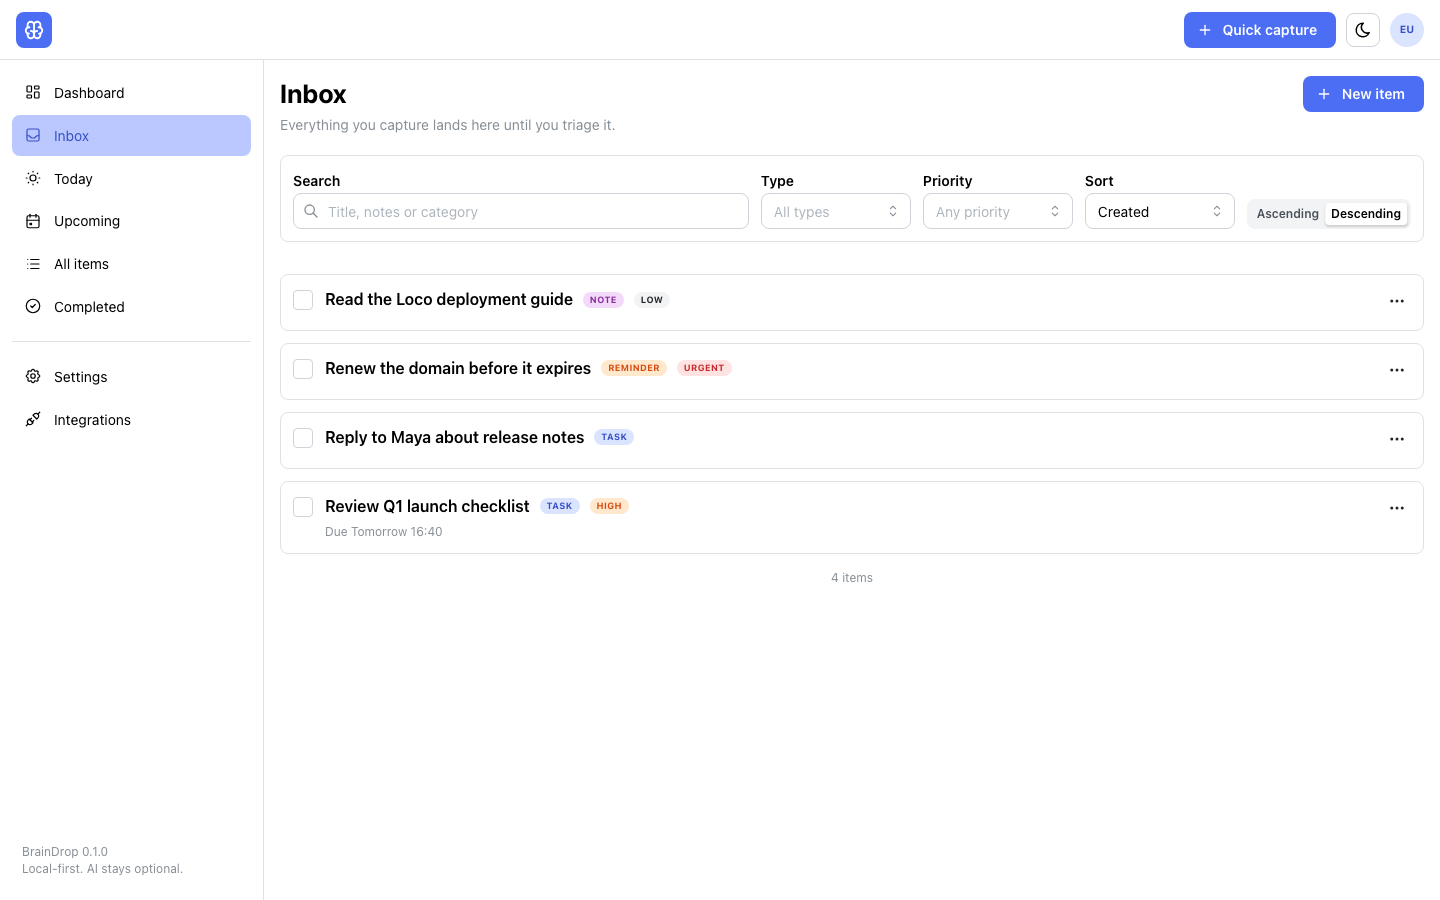 Quick capture
EU
Dashboard
Inbox
Today
Upcoming
All items
Completed
Settings
Integrations
BrainDrop 0.1.0
Local-first. AI stays optional.
Inbox
New item
Everything you capture lands here until you triage it.
Search Type Priority Sort
Title, notes or category All types Any priority Created Ascending Descending
Read the Loco deployment guide NOTE LOW
Renew the domain before it expires REMINDER URGENT
Reply to Maya about release notes TASK
Review Q1 launch checklist TASK HIGH
Due Tomorrow 16:40
4 items